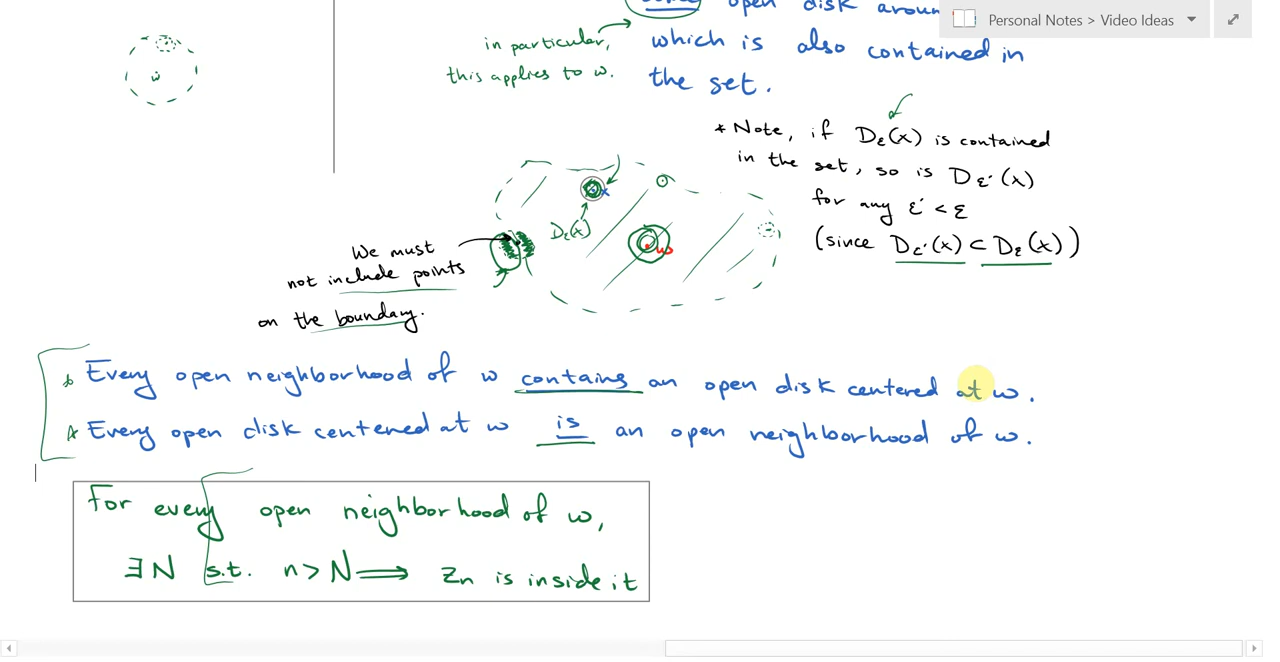 open disk
Personal Notes > Video Ideas
in particular,
this applies to w.
which is also contained in
the set.
w
* Note, if Dε(x) is contained
in the set, so is Dε'(x)
for any ε' < ε
(since Dε'(x) ⊂ Dε(x))
x
Dε(x)
w
We must
not include points
on the boundary.
* Every open neighborhood of w contains an open disk centered at w.
* Every open disk centered at w is an open neighborhood of w.
For every open neighborhood of w,
∃N s.t. n > N ⟹ Zn is inside it